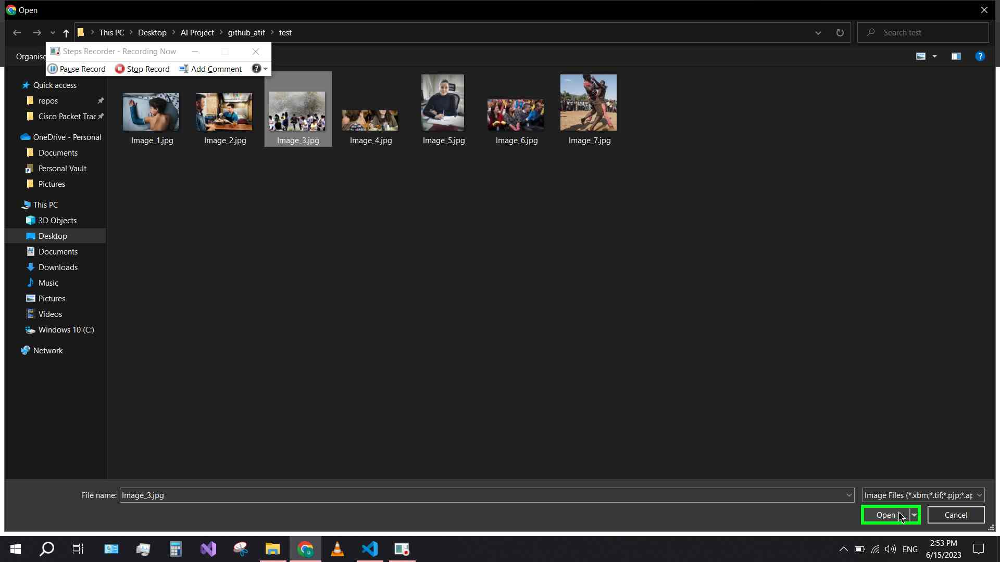 Open
This PC
Desktop
AI Project
github_atif
test
Search test
Steps Recorder - Recording Now
Organise
Pause Record
Stop Record
Add Comment
Quick access
repos
Cisco Packet Trac
OneDrive - Personal
Documents
Personal Vault
Pictures
This PC
3D Objects
Desktop
Documents
Downloads
Music
Pictures
Videos
Windows 10 (C:)
Network
Image_1.jpg
Image_2.jpg
Image_3.jpg
Image_4.jpg
Image_5.jpg
Image_6.jpg
Image_7.jpg
File name:
Image_3.jpg
Image Files (*.xbm;*.tif;*.pjp;*.ap
Open
Cancel
ENG
2:53 PM
6/15/2023